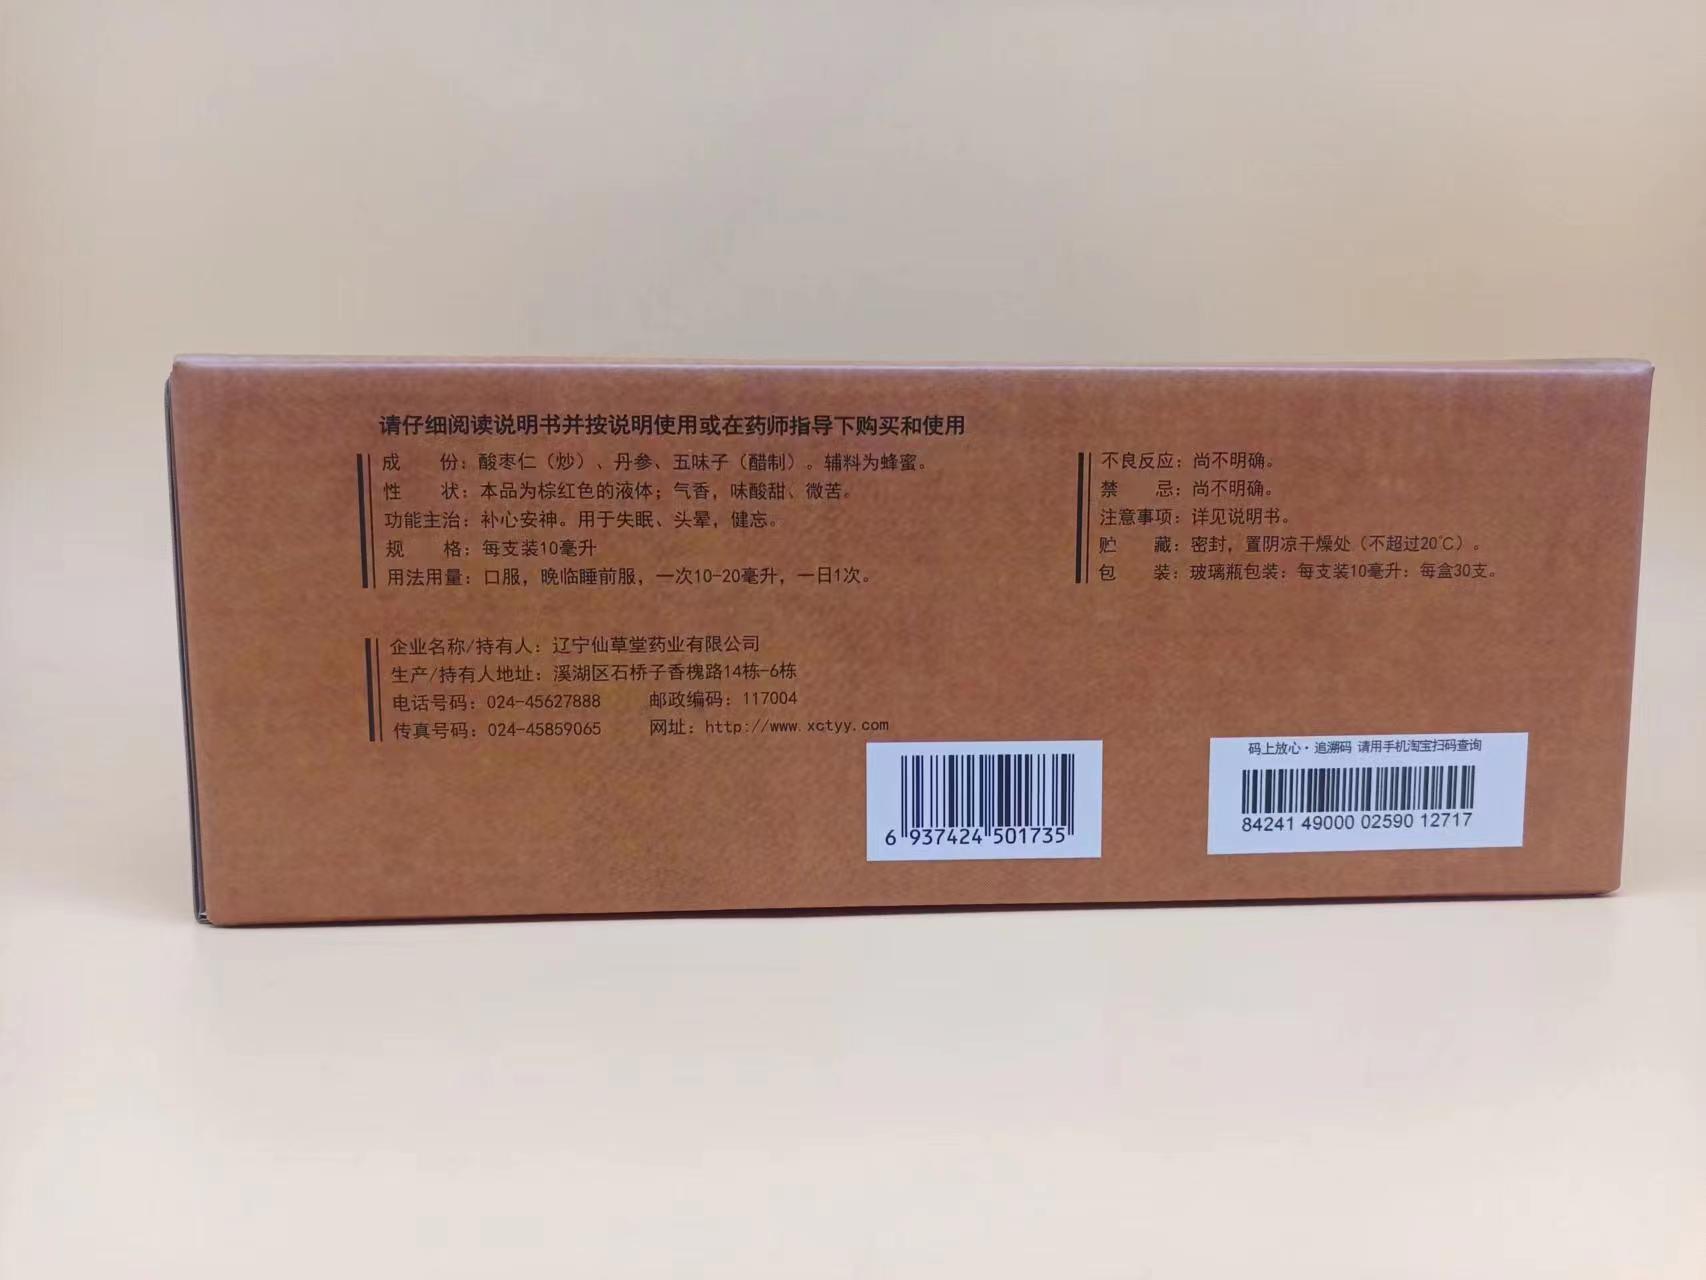 请仔细阅读说明书并按说明使用或在药师指导下购买和使用
成 份：酸枣仁（炒）、丹参、五味子（醋制）。辅料为蜂蜜。
性 状：本品为棕红色的液体；气香，味酸甜、微苦。
功能主治：补心安神。用于失眠、头晕，健忘。
规 格：每支装10毫升
用法用量：口服，晚临睡前服，一次10-20毫升，一日1次。
不良反应：尚不明确。
禁 忌：尚不明确。
注意事项：详见说明书。
贮 藏：密封，置阴凉干燥处（不超过20℃）。
包 装：玻璃瓶包装；每支装10毫升；每盒30支。
企业名称/持有人：辽宁仙草堂药业有限公司
生产/持有人地址：溪湖区石桥子香槐路14栋-6栋
电话号码：024-45627888 邮政编码：117004
传真号码：024-45859065 网址：http://www.xctyy.com
6 937424 501735
码上放心·追溯码 请用手机淘宝扫码查询
84241 49000 02590 12717